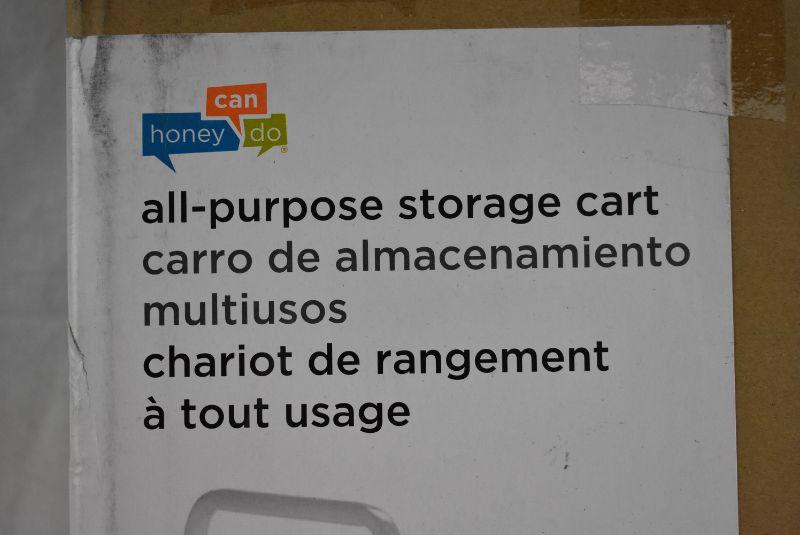 honey can do®
all-purpose storage cart
carro de almacenamiento
multiusos
chariot de rangement
à tout usage